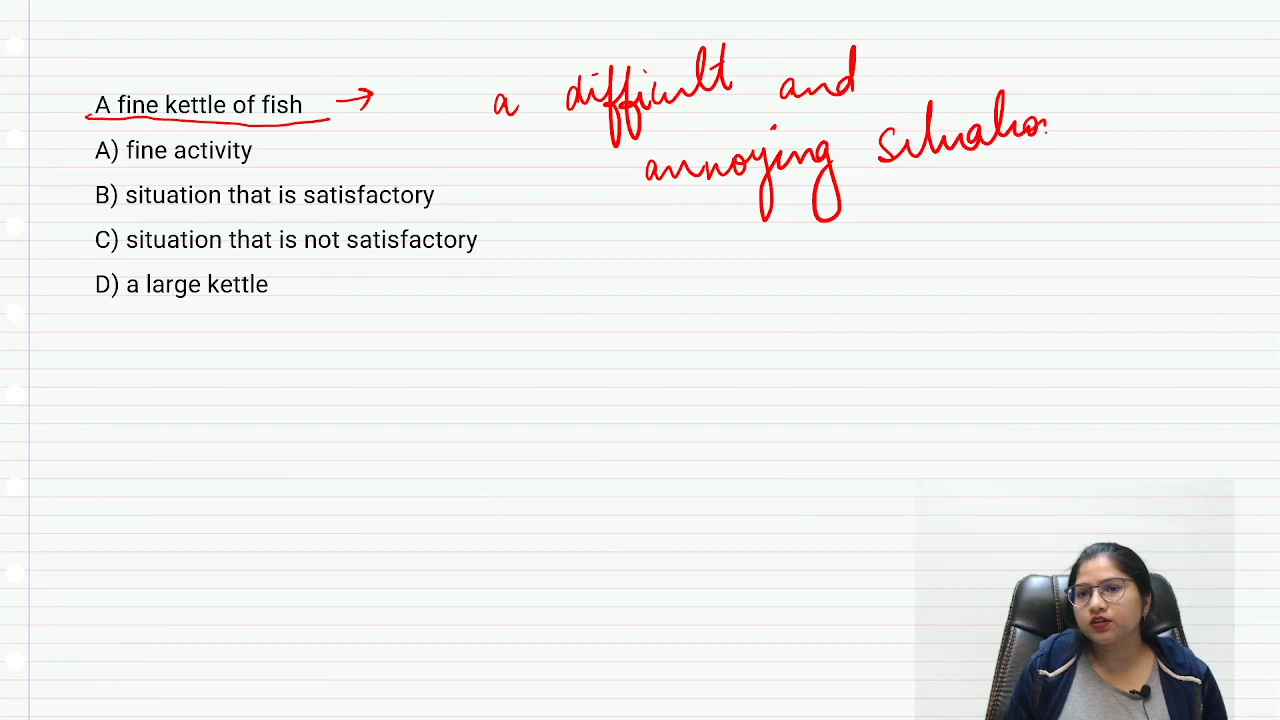 A fine kettle of fish → a difficult and
annoying situation
A) fine activity
B) situation that is satisfactory
C) situation that is not satisfactory
D) a large kettle